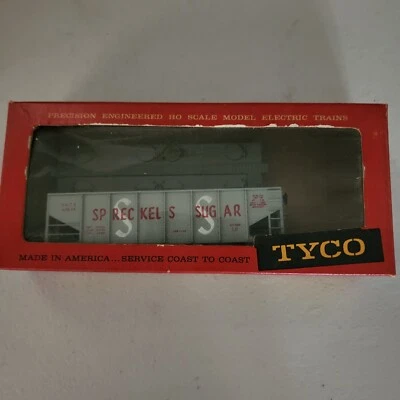 PRECISION ENGINEERED HO SCALE MODEL ELECTRIC TRAINS
SPRECKELS SUGAR
S S
TYCO
MADE IN AMERICA...SERVICE COAST TO COAST